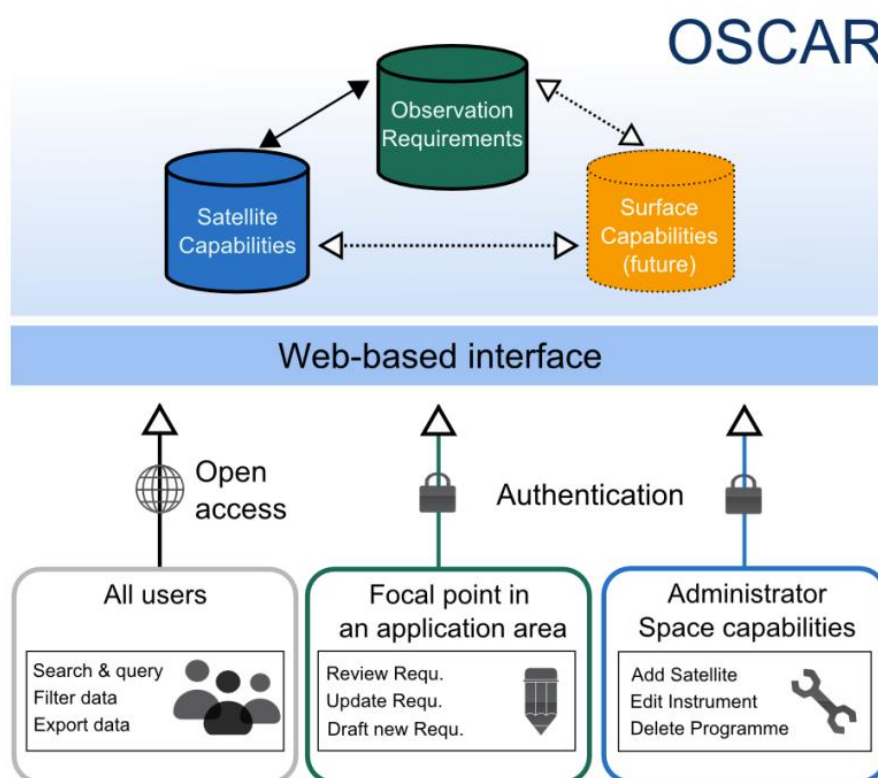 OSCAR
Observation
Requirements
Satellite
Capabilities
Surface
Capabilities
(future)
Web-based interface
Open
access
Authentication
All users
Search & query
Filter data
Export data
Focal point in
an application area
Review Requ.
Update Requ.
Draft new Requ.
Administrator
Space capabilities
Add Satellite
Edit Instrument
Delete Programme